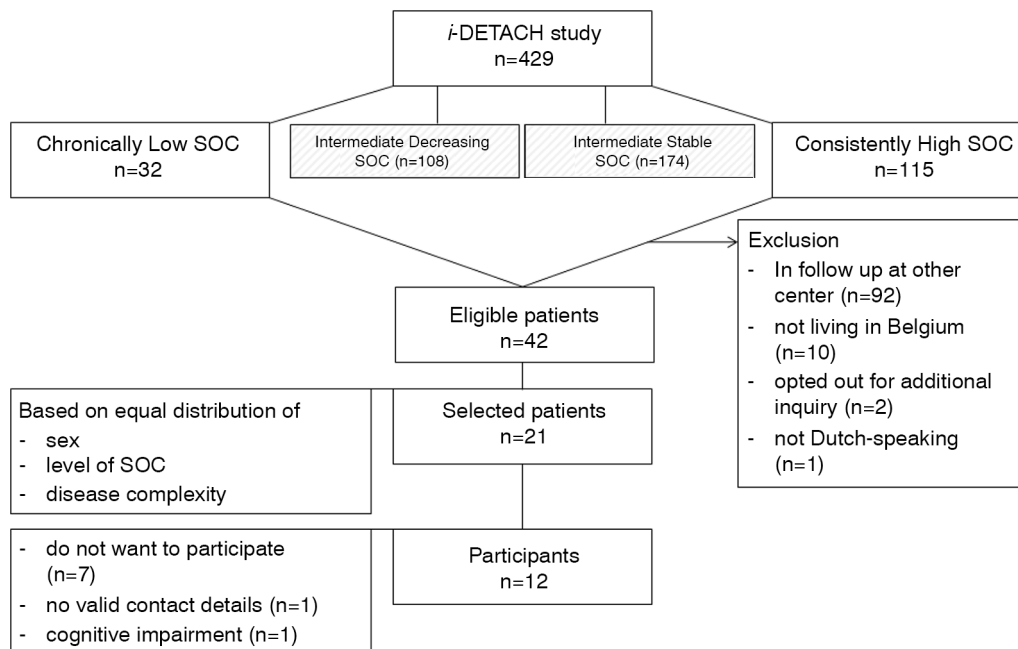 i-DETACH study
n=429
Chronically Low SOC
n=32
Intermediate Decreasing
SOC (n=108)
Intermediate Stable
SOC (n=174)
Consistently High SOC
n=115
Exclusion
- In follow up at other
center (n=92)
- not living in Belgium
(n=10)
- opted out for additional
inquiry (n=2)
- not Dutch-speaking
(n=1)
Eligible patients
n=42
Based on equal distribution of
- sex
- level of SOC
- disease complexity
Selected patients
n=21
- do not want to participate
(n=7)
- no valid contact details (n=1)
- cognitive impairment (n=1)
Participants
n=12